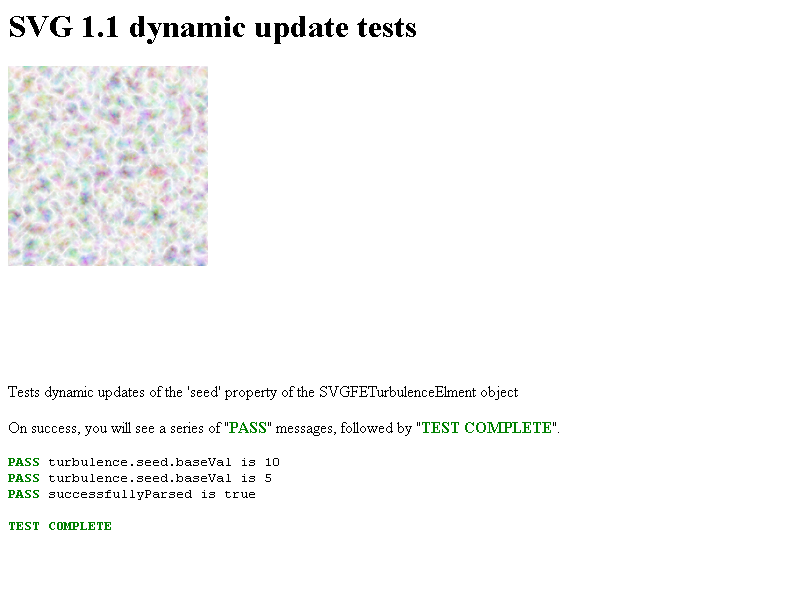 SVG 1.1 dynamic update tests
Tests dynamic updates of the 'seed' property of the SVGFETurbulenceElment object
On success, you will see a series of "PASS" messages, followed by "TEST COMPLETE".
PASS turbulence.seed.baseVal is 10
PASS turbulence.seed.baseVal is 5
PASS successfullyParsed is true
TEST COMPLETE